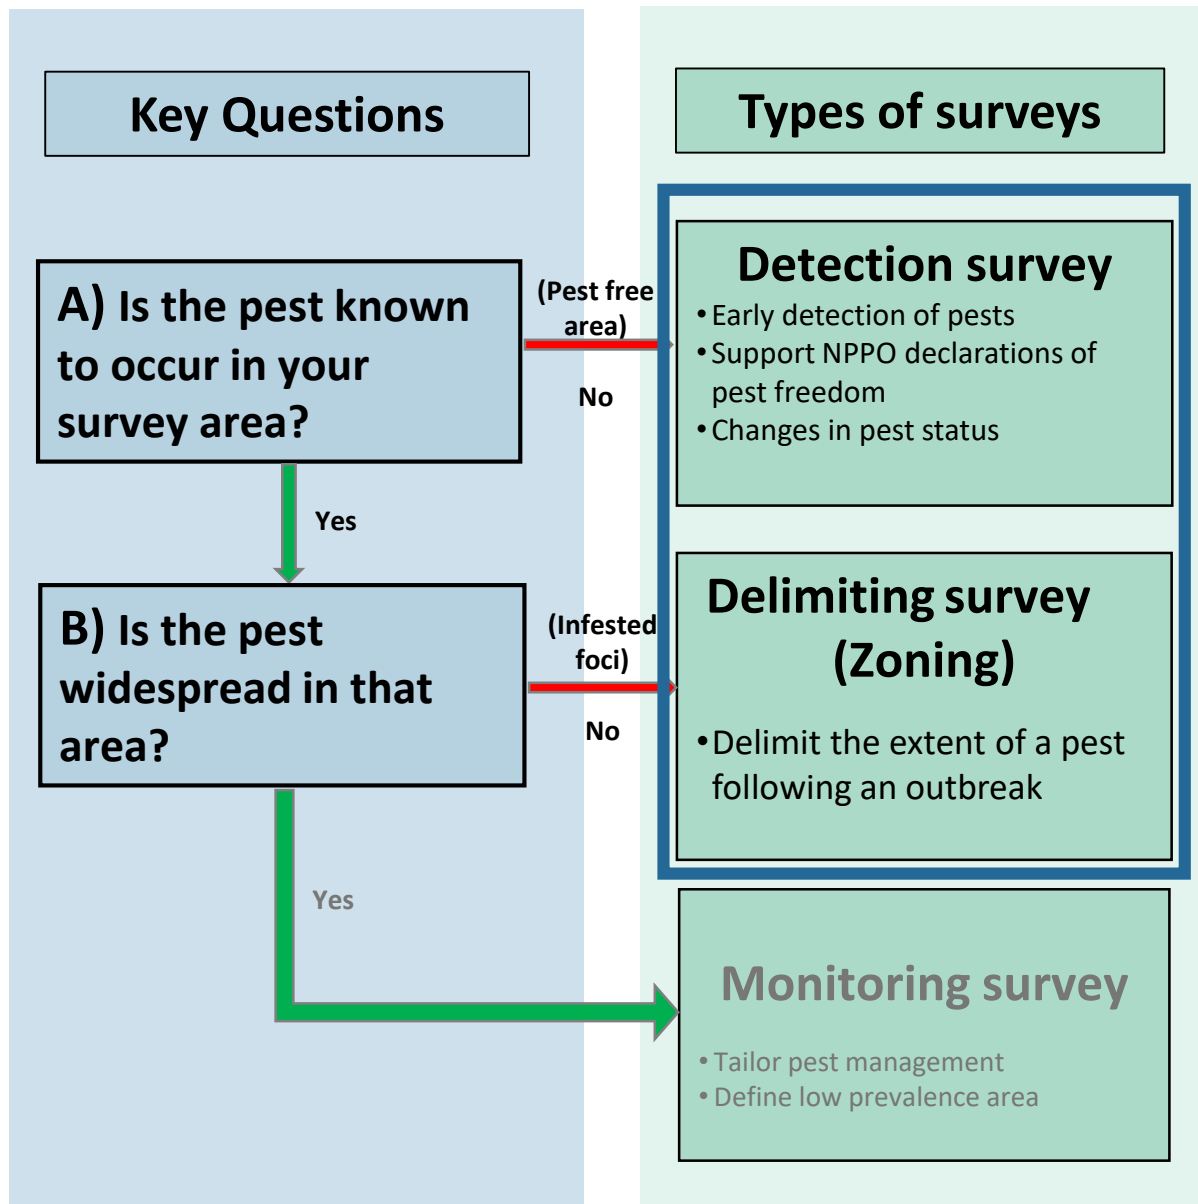 Key Questions
Types of surveys
A) Is the pest known
to occur in your
survey area?
(Pest free
area)
No
Detection survey
• Early detection of pests
• Support NPPO declarations of
pest freedom
• Changes in pest status
Yes
B) Is the pest
widespread in that
area?
(Infested
foci)
No
Delimiting survey
(Zoning)
• Delimit the extent of a pest
following an outbreak
Yes
Monitoring survey
• Tailor pest management
• Define low prevalence area